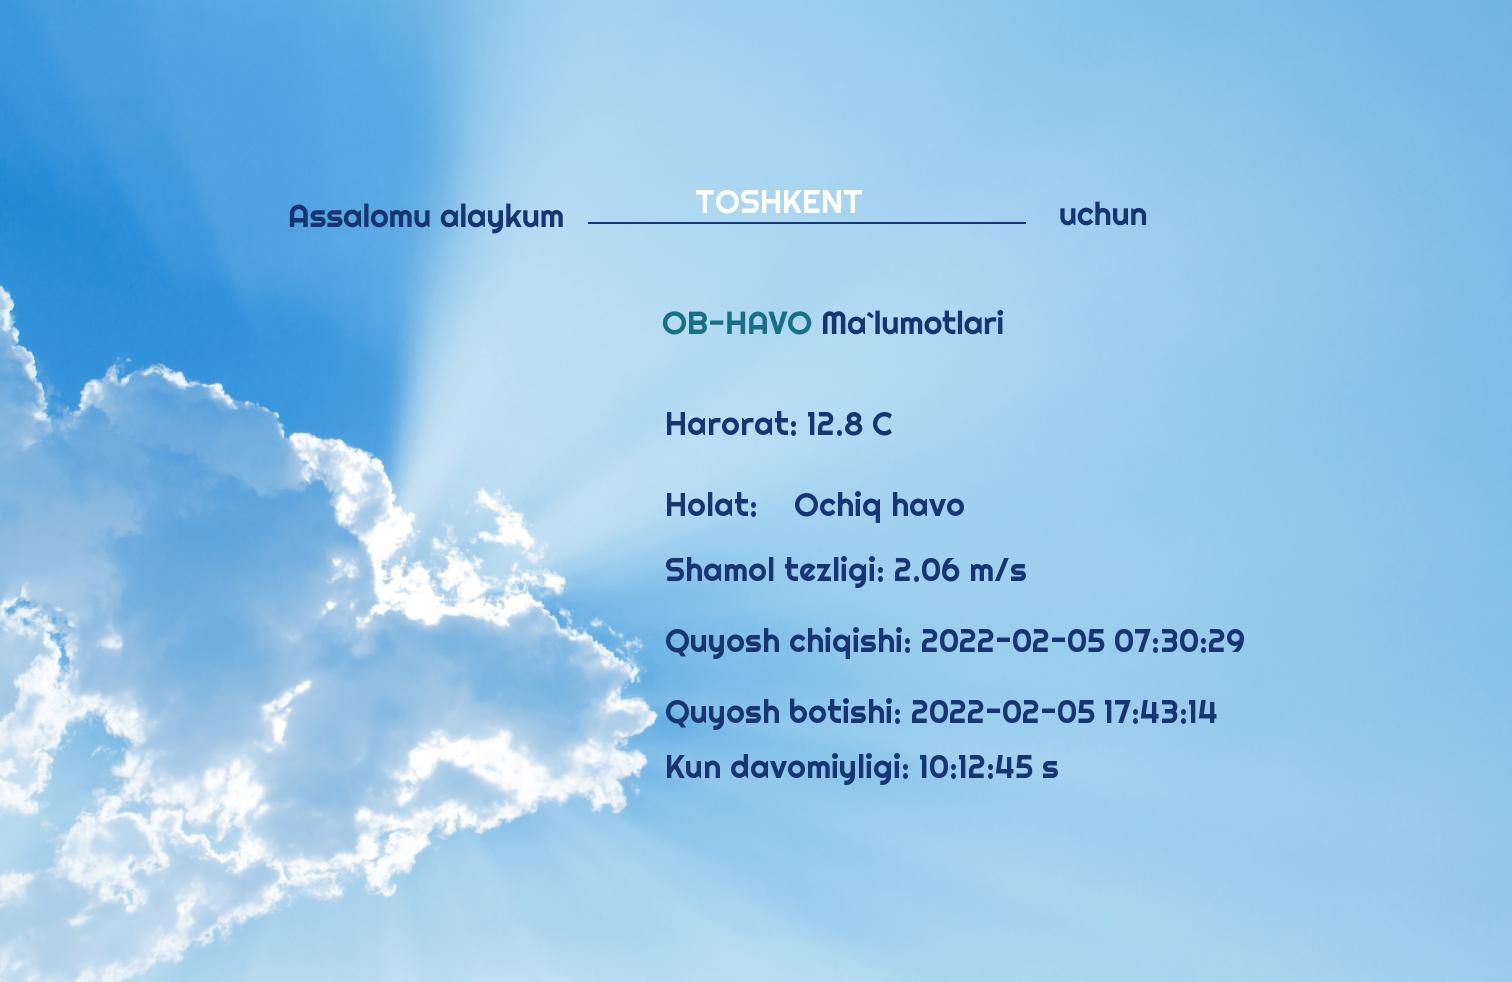 Assalomu alaykum TOSHKENT uchun
OB-HAVO Ma`lumotlari
Harorat: 12.8 C
Holat: Ochiq havo
Shamol tezligi: 2.06 m/s
Quyosh chiqishi: 2022-02-05 07:30:29
Quyosh botishi: 2022-02-05 17:43:14
Kun davomiyligi: 10:12:45 s